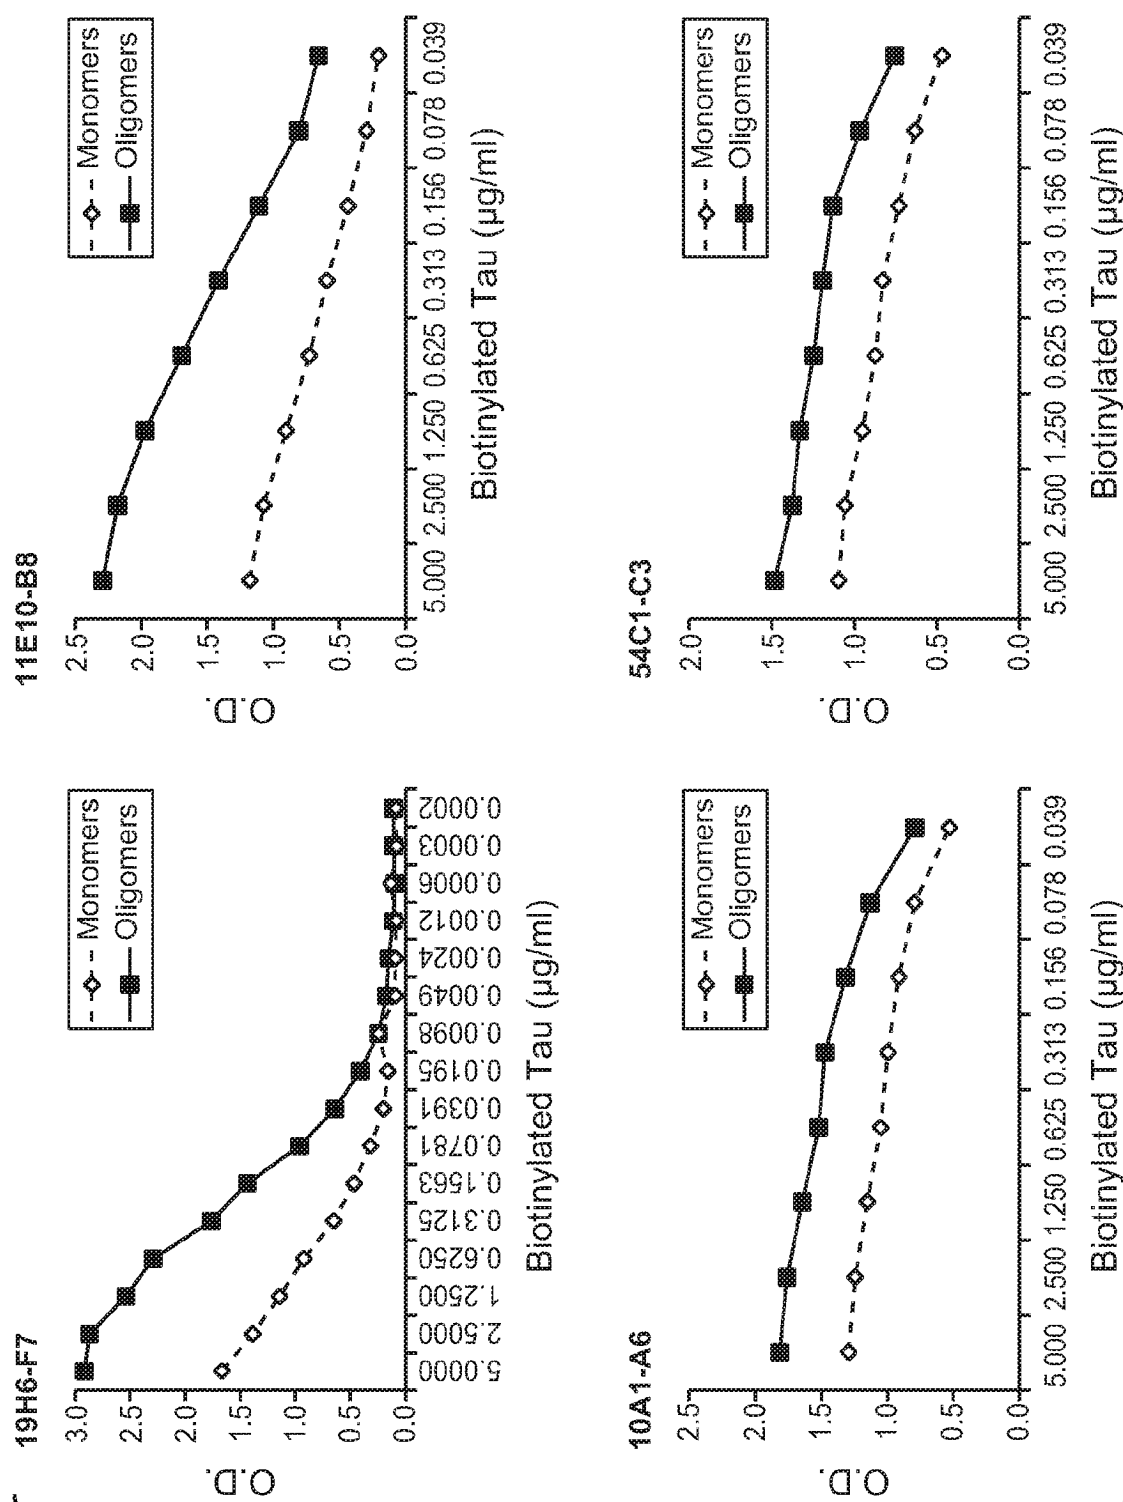 19H6-F7
Monomers
Oligomers
O.D.
3.0
2.5
2.0
1.5
1.0
0.5
0.0
5.0000 2.5000 1.2500 0.6250 0.3125 0.1563 0.0781 0.0391 0.0195 0.0098 0.0049 0.0024 0.0012 0.0006 0.0003 0.0002
Biotinylated Tau (µg/ml)
11E10-B8
Monomers
Oligomers
O.D.
2.5
2.0
1.5
1.0
0.5
0.0
5.000 2.500 1.250 0.625 0.313 0.156 0.078 0.039
Biotinylated Tau (µg/ml)
10A1-A6
Monomers
Oligomers
O.D.
2.5
2.0
1.5
1.0
0.5
0.0
5.000 2.500 1.250 0.625 0.313 0.156 0.078 0.039
Biotinylated Tau (µg/ml)
54C1-C3
Monomers
Oligomers
O.D.
2.0
1.5
1.0
0.5
0.0
5.000 2.500 1.250 0.625 0.313 0.156 0.078 0.039
Biotinylated Tau (µg/ml)